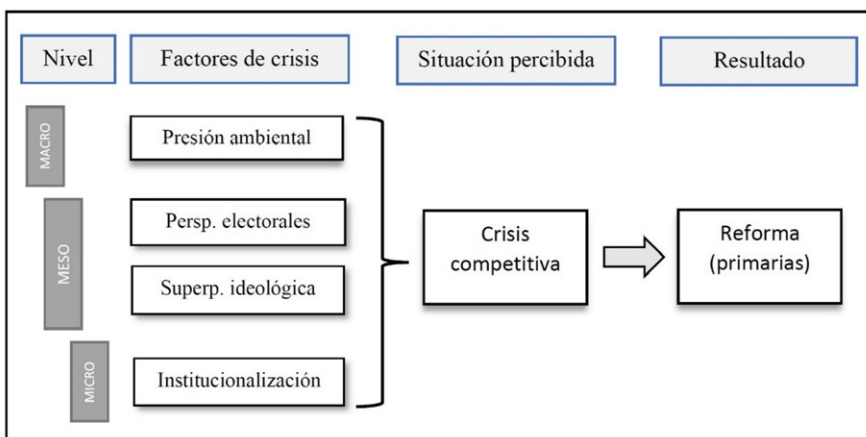 Nivel
Factores de crisis
Situación percibida
Resultado
MACRO
Presión ambiental
MESO
Persp. electorales
Superp. ideológica
Crisis
competitiva
Reforma
(primarias)
MICRO
Institucionalización